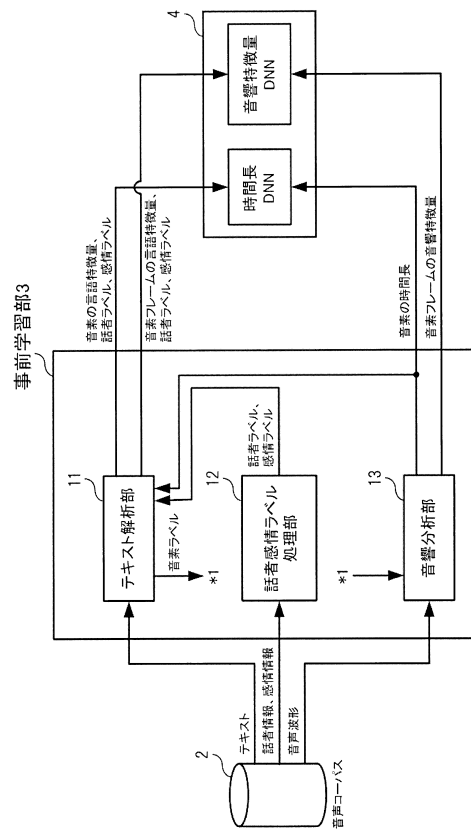 事前学習部3
2
音声コーパス
テキスト
話者情報、感情情報
音声波形
11
テキスト解析部
音素ラベル
*1
12
話者感情ラベル
処理部
話者ラベル、
感情ラベル
*1
13
音響分析部
音素の言語特徴量、
話者ラベル、感情ラベル
音素フレームの言語特徴量、
話者ラベル、感情ラベル
音素の時間長
音素フレームの音響特徴量
4
時間長
DNN
音響特徴量
DNN